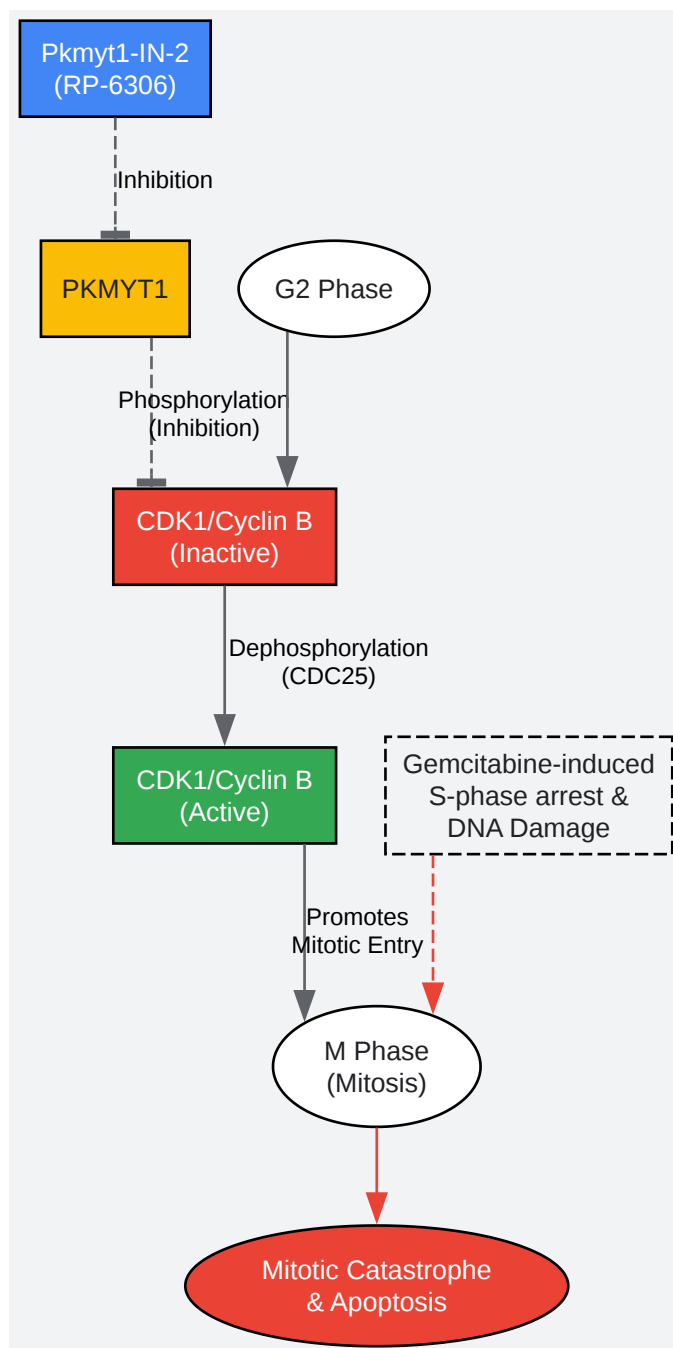 Pkmyt1-IN-2
(RP-6306)
Inhibition
PKMYT1
G2 Phase
Phosphorylation
(Inhibition)
CDK1/Cyclin B
(Inactive)
Dephosphorylation
(CDC25)
CDK1/Cyclin B
(Active)
Gemcitabine-induced
S-phase arrest &
DNA Damage
Promotes
Mitotic Entry
M Phase
(Mitosis)
Mitotic Catastrophe
& Apoptosis